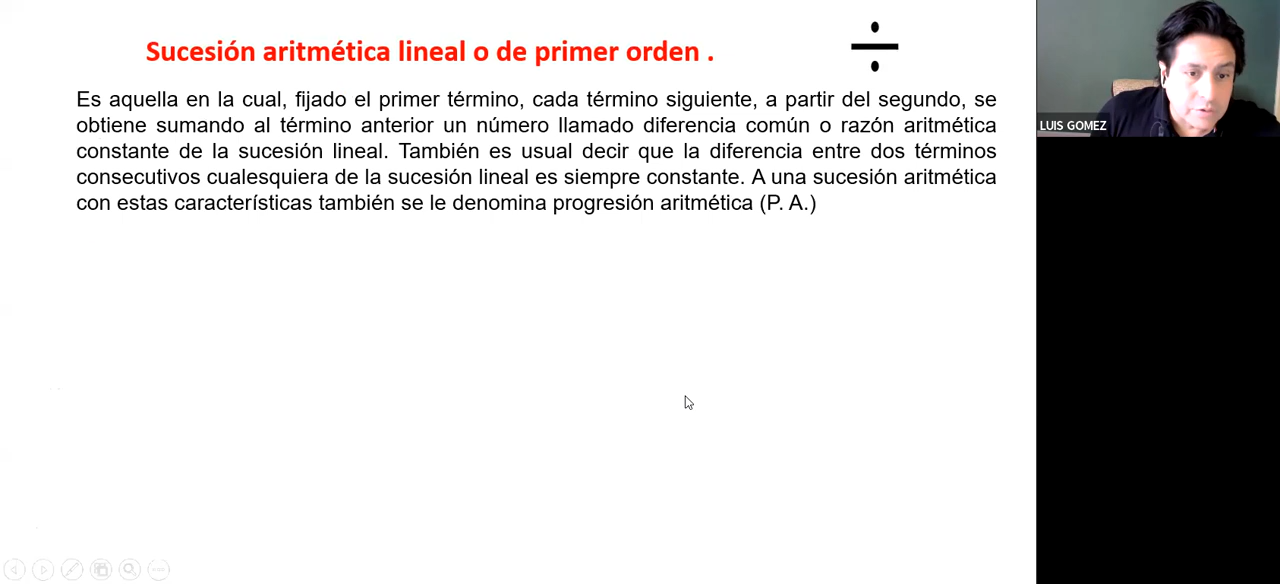 Sucesión aritmética lineal o de primer orden .
÷
Es aquella en la cual, fijado el primer término, cada término siguiente, a partir del segundo, se
obtiene sumando al término anterior un número llamado diferencia común o razón aritmética
constante de la sucesión lineal. También es usual decir que la diferencia entre dos términos
consecutivos cualesquiera de la sucesión lineal es siempre constante. A una sucesión aritmética
con estas características también se le denomina progresión aritmética (P. A.)
LUIS GOMEZ